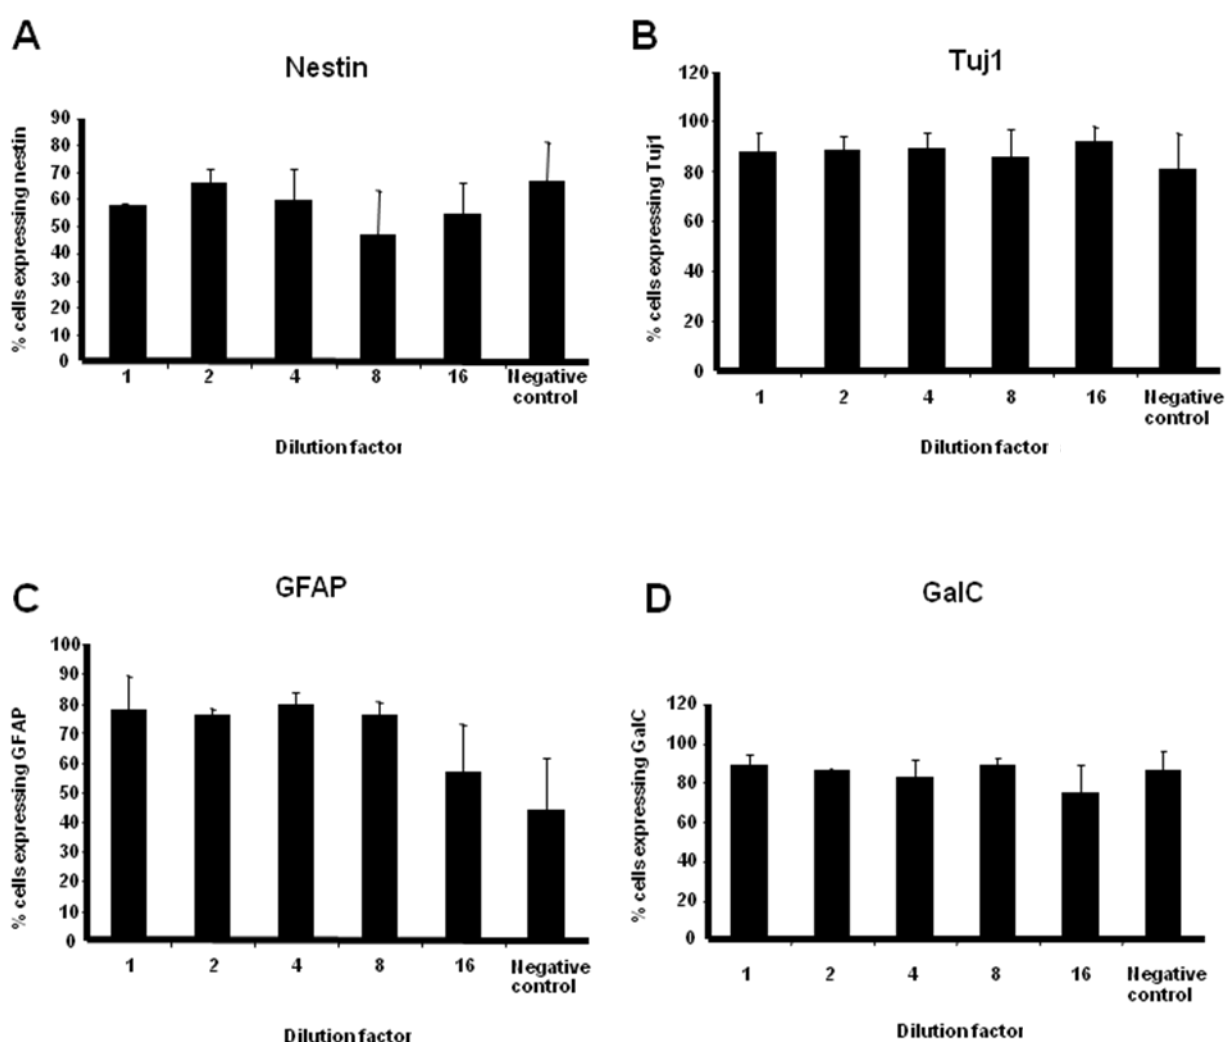 A
Nestin
% cells expressing nestin
90
80
70
60
50
40
30
20
10
0
1 2 4 8 16 Negative
control
Dilution factor
B
Tuj1
% cells expressing Tuj1
120
100
80
60
40
20
0
1 2 4 8 16 Negative
control
Dilution factor
C
GFAP
% cells expressing GFAP
100
90
80
70
60
50
40
30
20
10
0
1 2 4 8 16 Negative
control
Dilution factor
D
GalC
% cells expressing GalC
120
100
80
60
40
20
0
1 2 4 8 16 Negative
control
Dilution factor